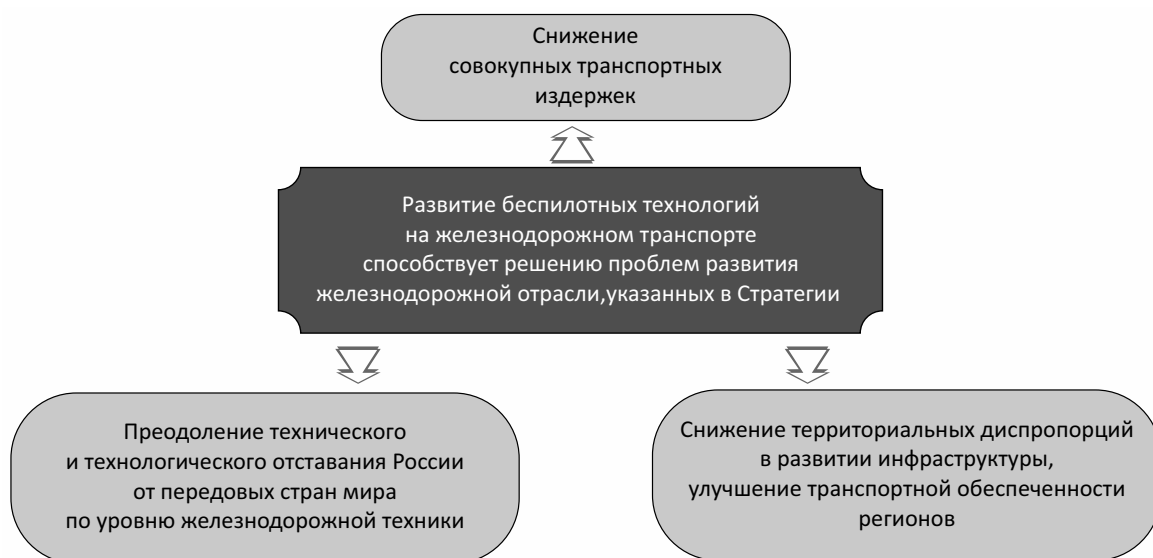 Снижение
совокупных транспортных
издержек
Развитие беспилотных технологий
на железнодорожном транспорте
способствует решению проблем развития
железнодорожной отрасли,указанных в Стратегии
Преодоление технического
и технологического отставания России
от передовых стран мира
по уровню железнодорожной техники
Снижение территориальных диспропорций
в развитии инфраструктуры,
улучшение транспортной обеспеченности
регионов